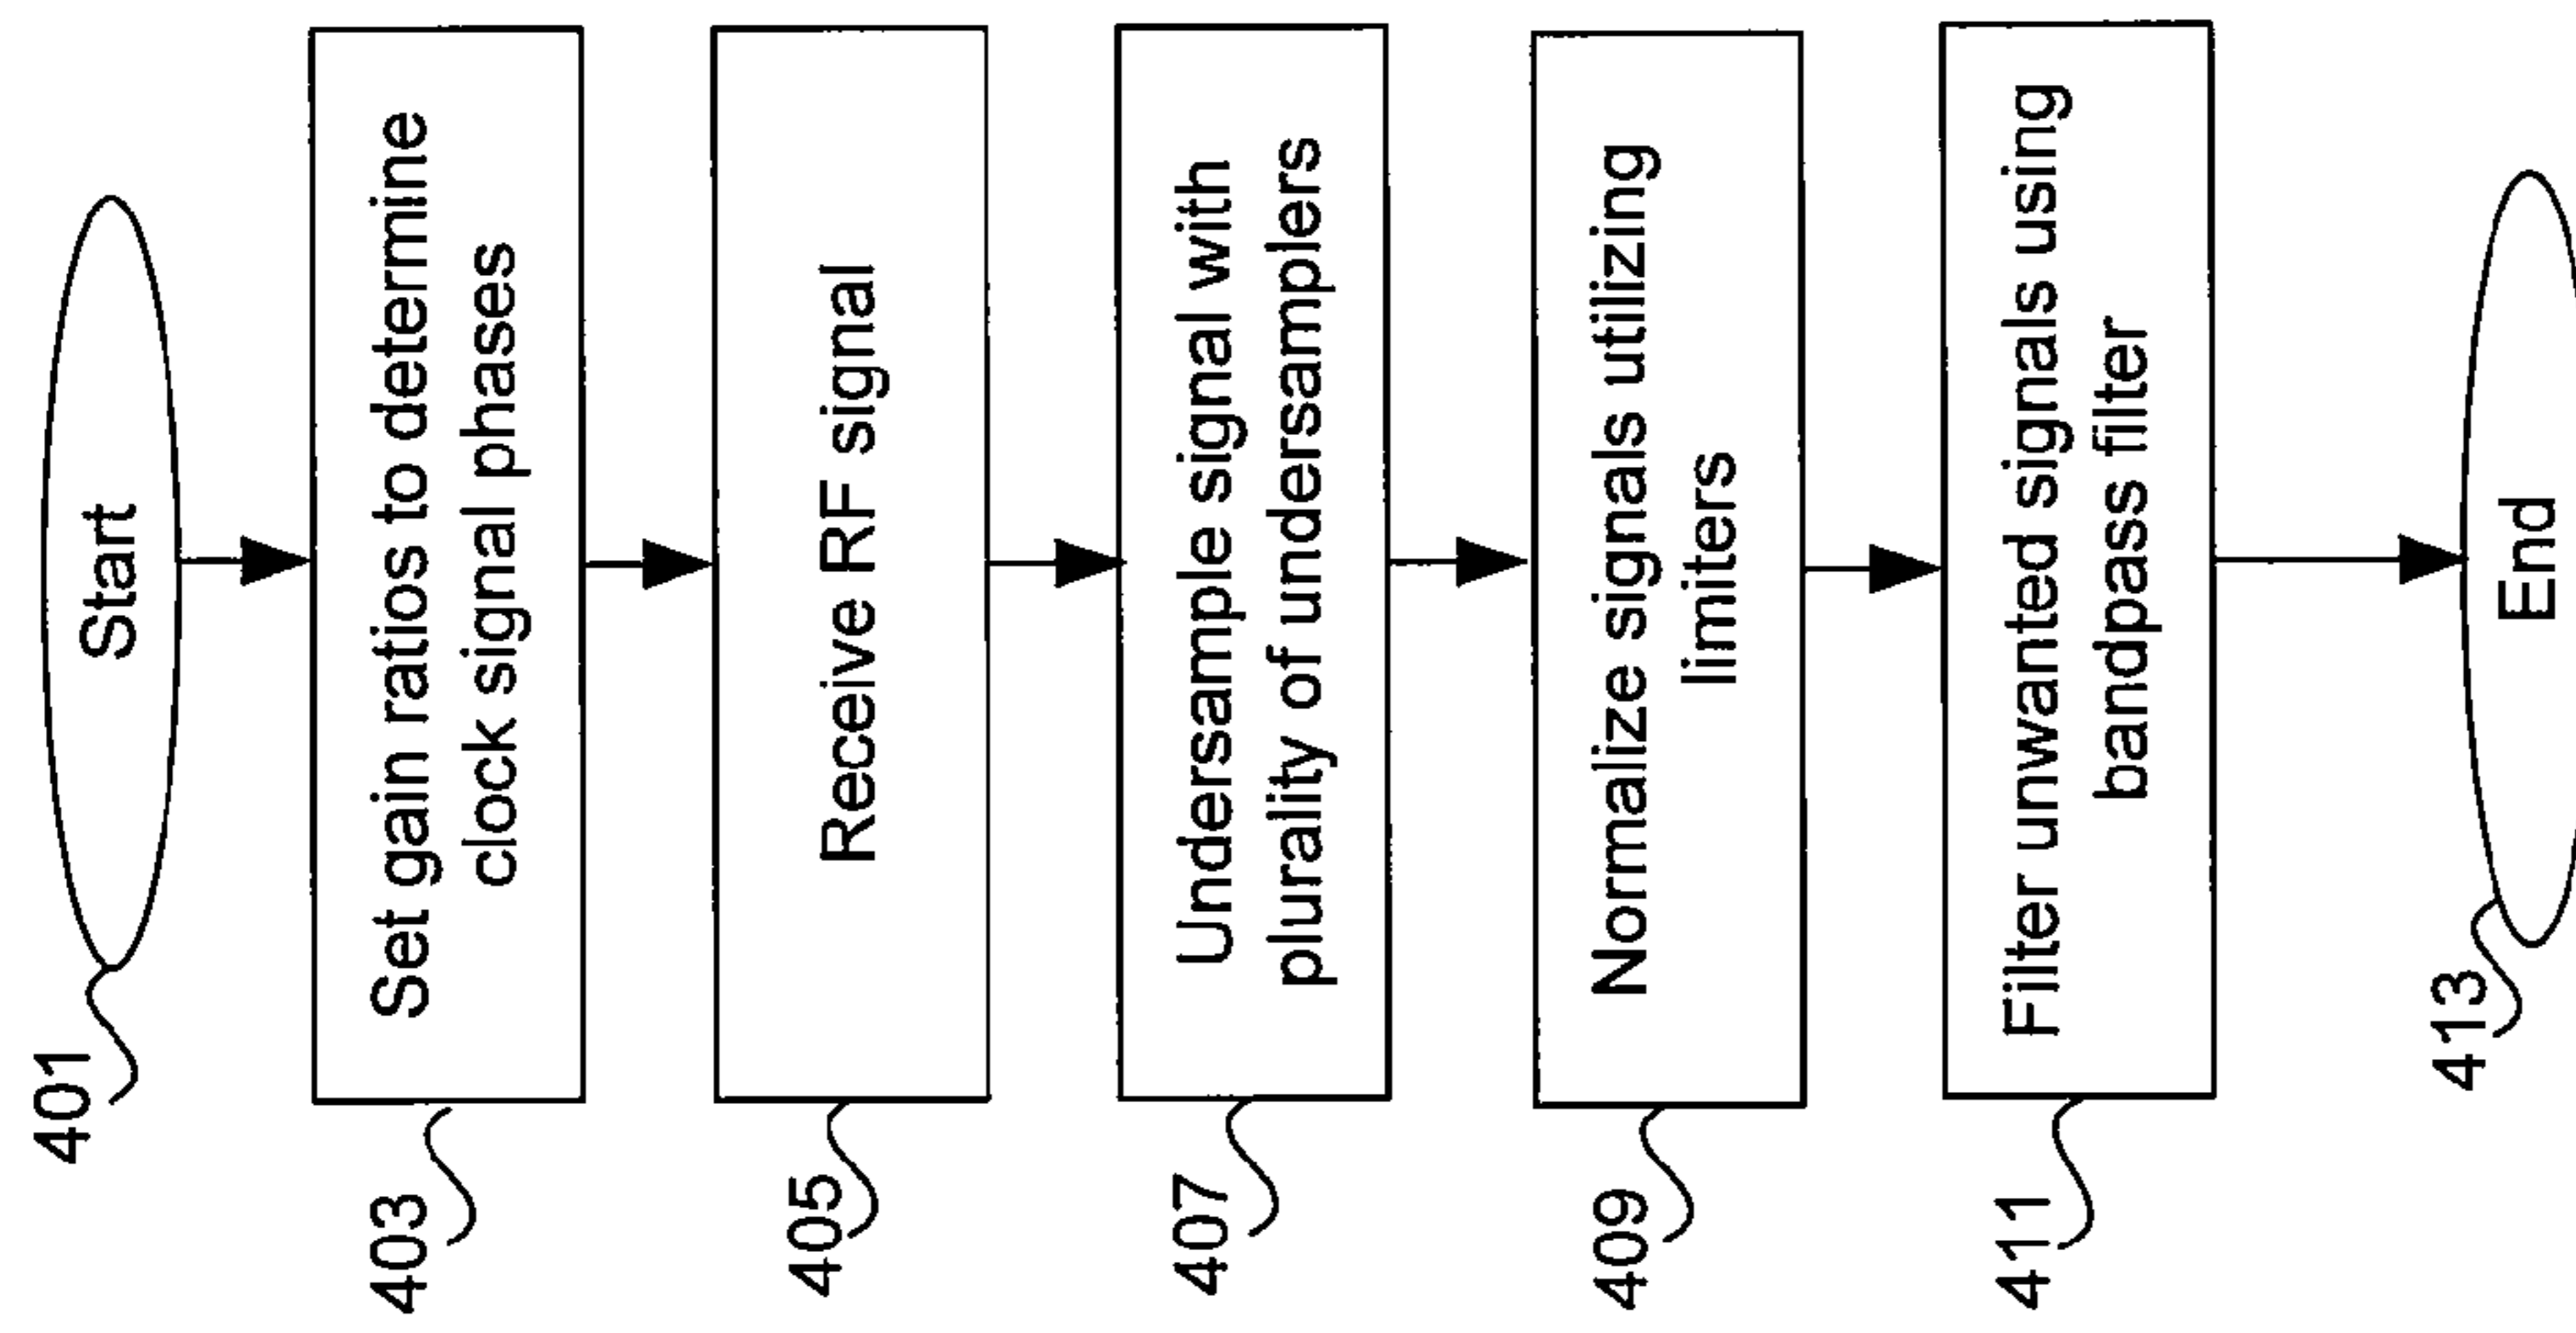 401
Start
403
Set gain ratios to determine
clock signal phases
405
Receive RF signal
407
Undersample signal with
plurality of undersamplers
409
Normalize signals utilizing
limiters
411
Filter unwanted signals using
bandpass filter
413
End